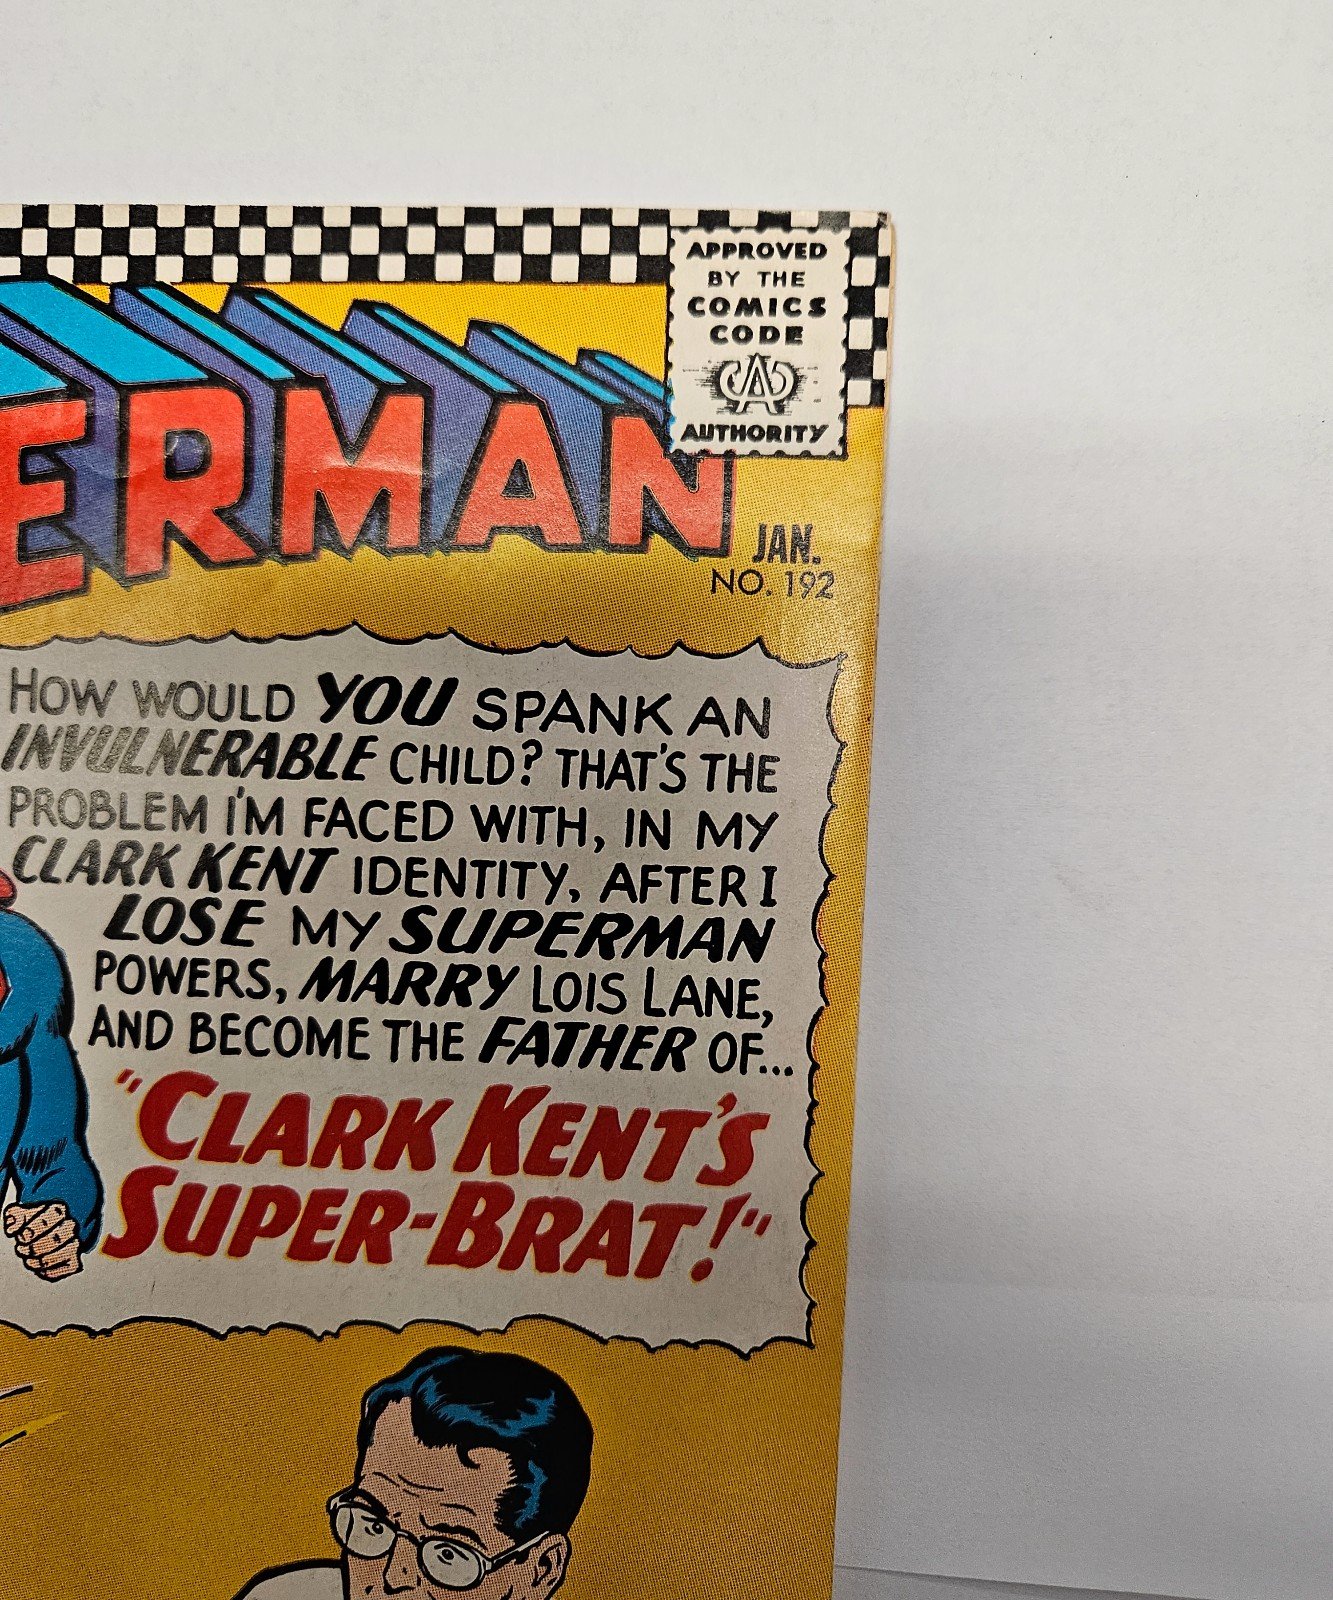 APPROVED
BY THE
COMICS
CODE
AUTHORITY
ERMAN
JAN.
NO. 192
HOW WOULD YOU SPANK AN
INVULNERABLE CHILD? THAT'S THE
PROBLEM I'M FACED WITH, IN MY
CLARK KENT IDENTITY, AFTER I
LOSE MY SUPERMAN
POWERS, MARRY LOIS LANE,
AND BECOME THE FATHER OF...
"CLARK KENT'S
SUPER-BRAT!"